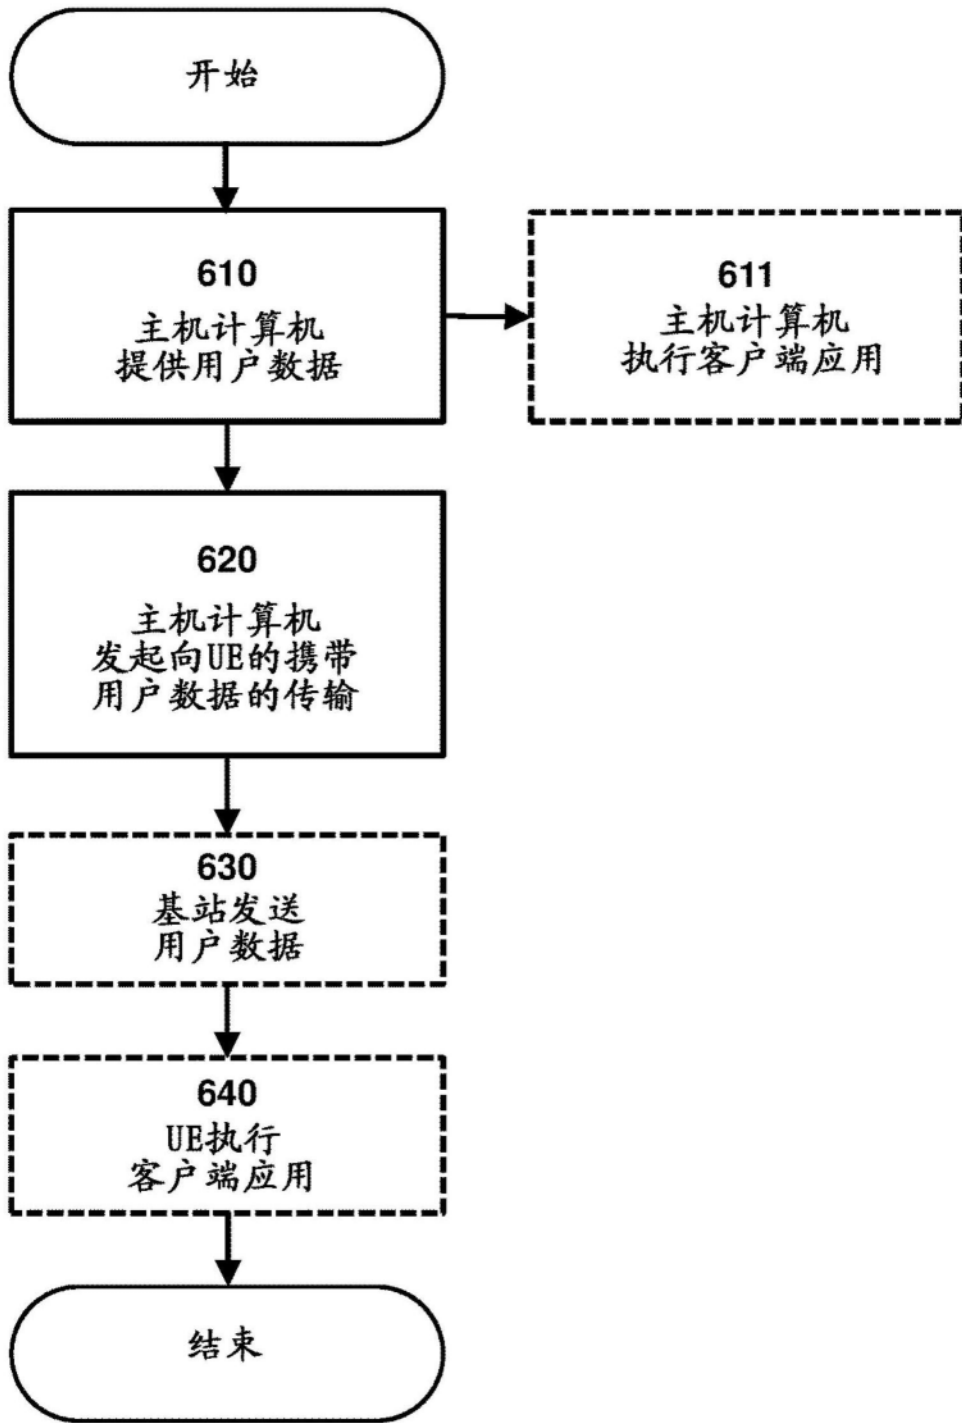 开始
610
主机计算机
提供用户数据
611
主机计算机
执行客户端应用
620
主机计算机
发起向UE的携带
用户数据的传输
630
基站发送
用户数据
640
UE执行
客户端应用
结束